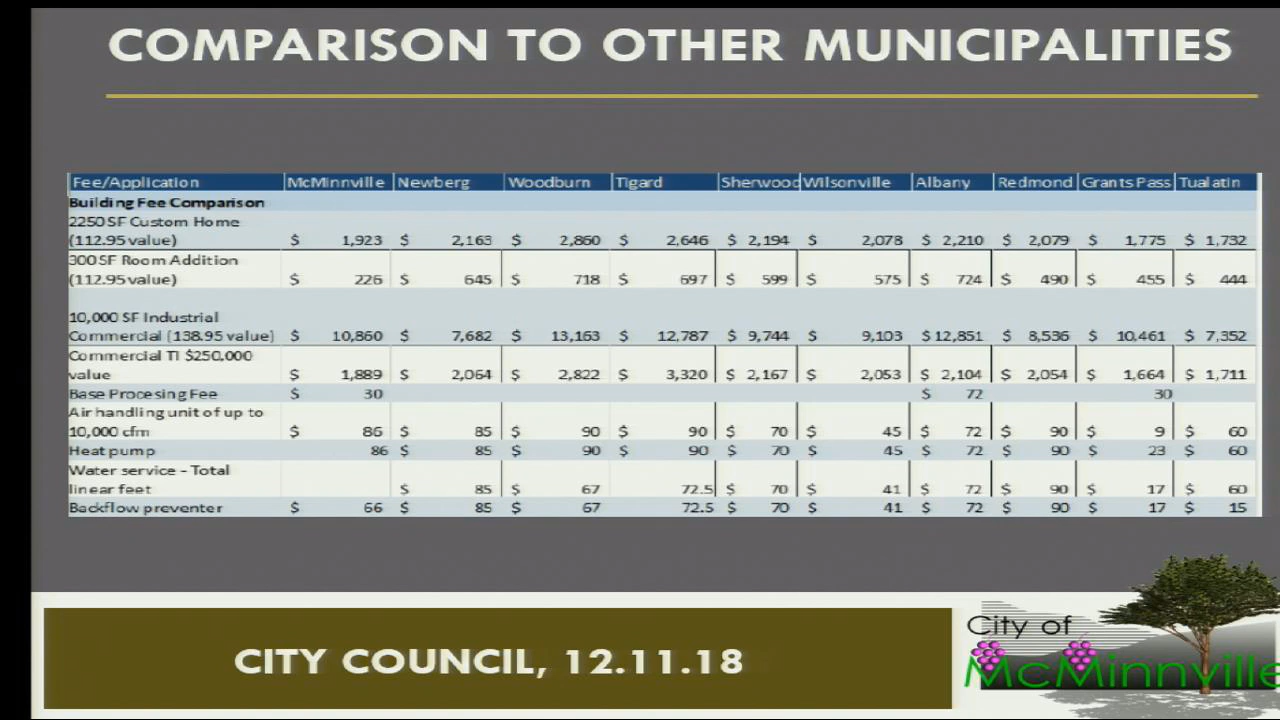 COMPARISON TO OTHER MUNICIPALITIES
Fee/Application McMinnville Newberg Woodburn Tigard Sherwood Wilsonville Albany Redmond Grants Pass Tualatin
Building Fee Comparison
2250 SF Custom Home
(112.95 value) $ 1,923 $ 2,163 $ 2,860 $ 2,646 $ 2,194 $ 2,078 $ 2,210 $ 2,079 $ 1,775 $ 1,732
300 SF Room Addition
(112.95 value) $ 226 $ 645 $ 718 $ 697 $ 599 $ 575 $ 724 $ 490 $ 455 $ 444
10,000 SF Industrial
Commercial (138.95 value) $ 10,860 $ 7,682 $ 13,163 $ 12,787 $ 9,744 $ 9,103 $ 12,851 $ 8,536 $ 10,461 $ 7,352
Commercial TI $250,000
value $ 1,889 $ 2,064 $ 2,822 $ 3,320 $ 2,167 $ 2,053 $ 2,104 $ 2,054 $ 1,664 $ 1,711
Base Procesing Fee $ 30 $ 72 30
Air handling unit of up to
10,000 cfm $ 86 $ 85 $ 90 $ 90 $ 70 $ 45 $ 72 $ 90 $ 9 $ 60
Heat pump 86 $ 85 $ 90 $ 90 $ 70 $ 45 $ 72 $ 90 $ 23 $ 60
Water service - Total
linear feet $ 85 $ 67 72.5 $ 70 $ 41 $ 72 $ 90 $ 17 $ 60
Backflow preventer $ 66 $ 85 $ 67 72.5 $ 70 $ 41 $ 72 $ 90 $ 17 $ 15
CITY COUNCIL, 12.11.18
City of
McMinnville